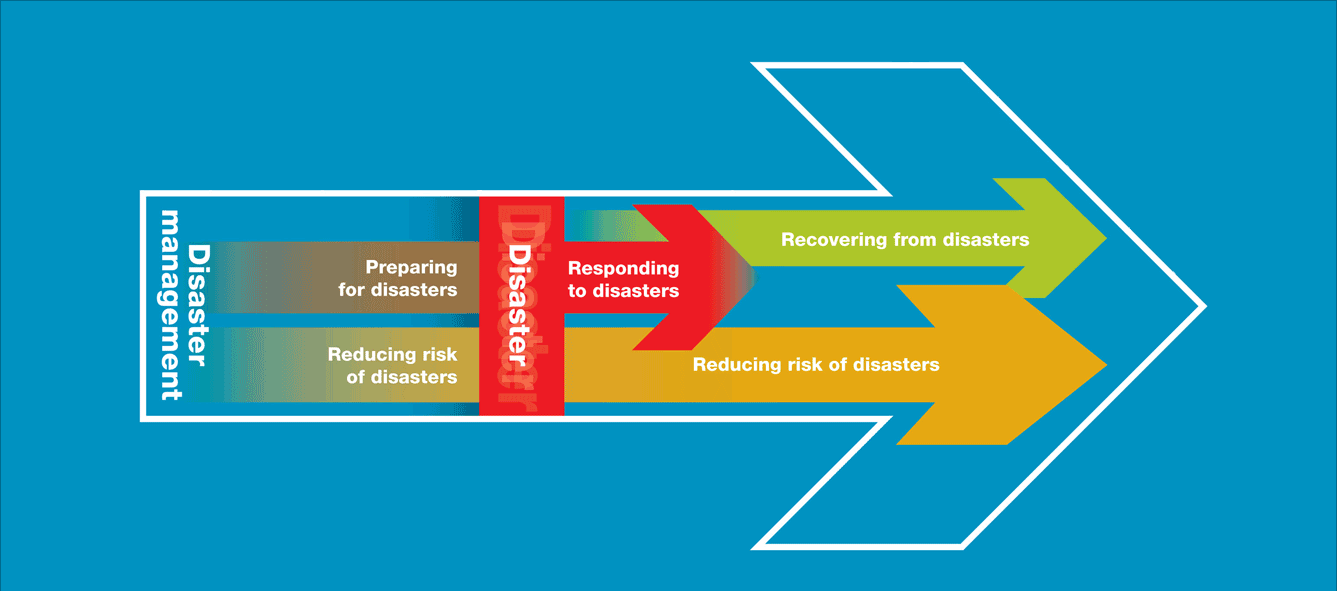 Disaster
management
Preparing
for disasters
Reducing risk
of disasters
Disaster
Responding
to disasters
Recovering from disasters
Reducing risk of disasters